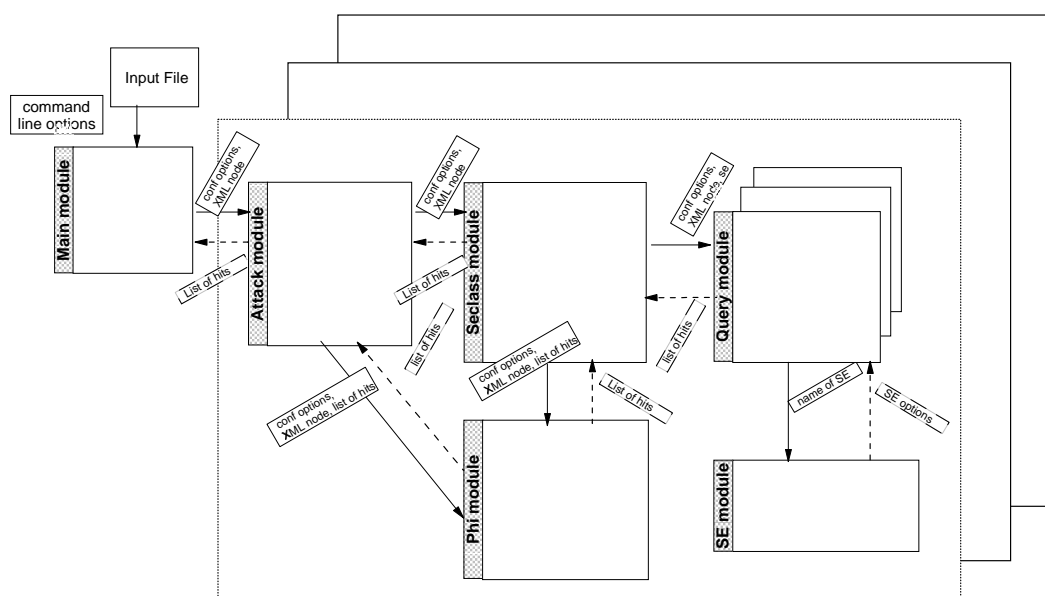 Input File
command
line options
Main module
conf options,
XML node
List of hits
Attack module
conf options,
XML node
List of hits
Seclass module
conf options,
XML node, se
list of hits
Query module
list of hits
conf options,
XML node, list of hits
conf options,
XML node, list of hits
List of hits
name of SE
SE options
Phi module
SE module